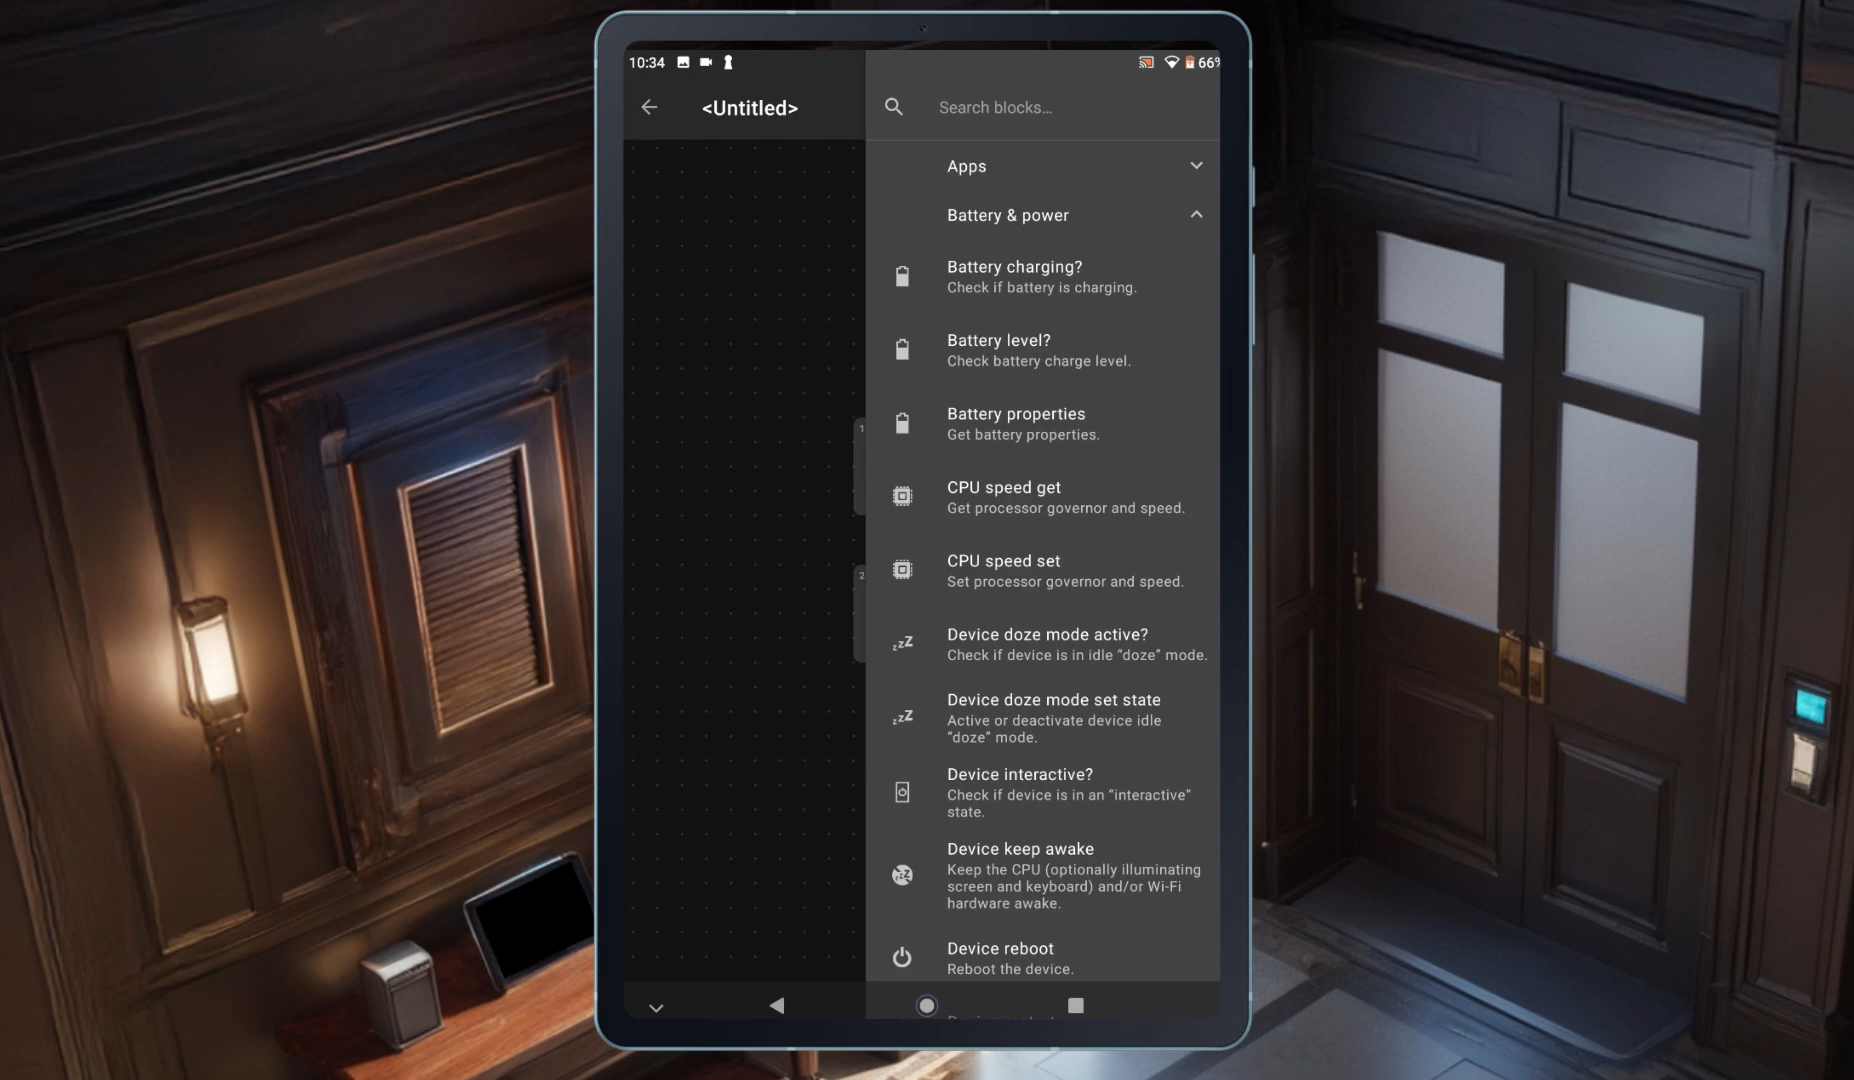 10:34
66%
<Untitled>
Search blocks...
Apps
Battery & power
Battery charging?
Check if battery is charging.
Battery level?
Check battery charge level.
1
Battery properties
Get battery properties.
CPU speed get
Get processor governor and speed.
CPU speed set
Set processor governor and speed.
2
Device doze mode active?
Check if device is in idle “doze” mode.
zzZ
Device doze mode set state
Active or deactivate device idle
“doze” mode.
zzZ
Device interactive?
Check if device is in an “interactive”
state.
Device keep awake
Keep the CPU (optionally illuminating
screen and keyboard) and/or Wi-Fi
hardware awake.
Device reboot
Reboot the device.